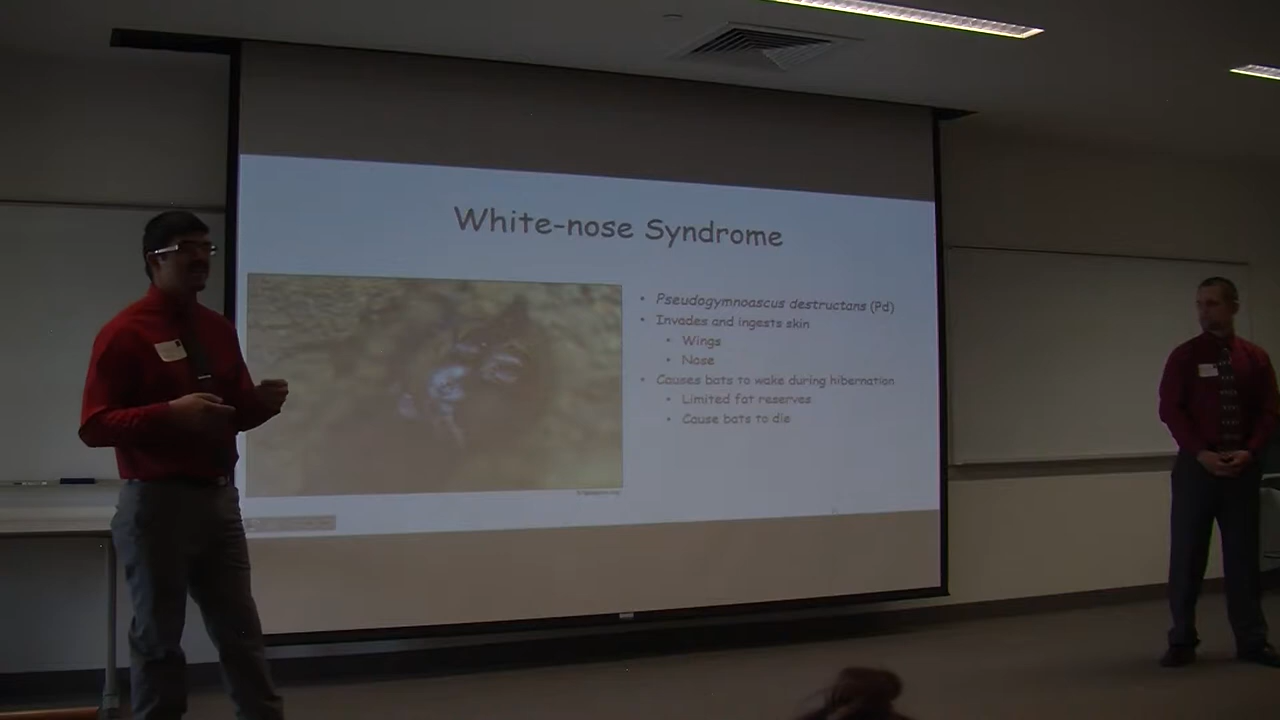 White-nose Syndrome
• Pseudogymnoascus destructans (Pd)
• Invades and ingests skin
• Wings
• Nose
• Causes bats to wake during hibernation
• Limited fat reserves
• Cause bats to die